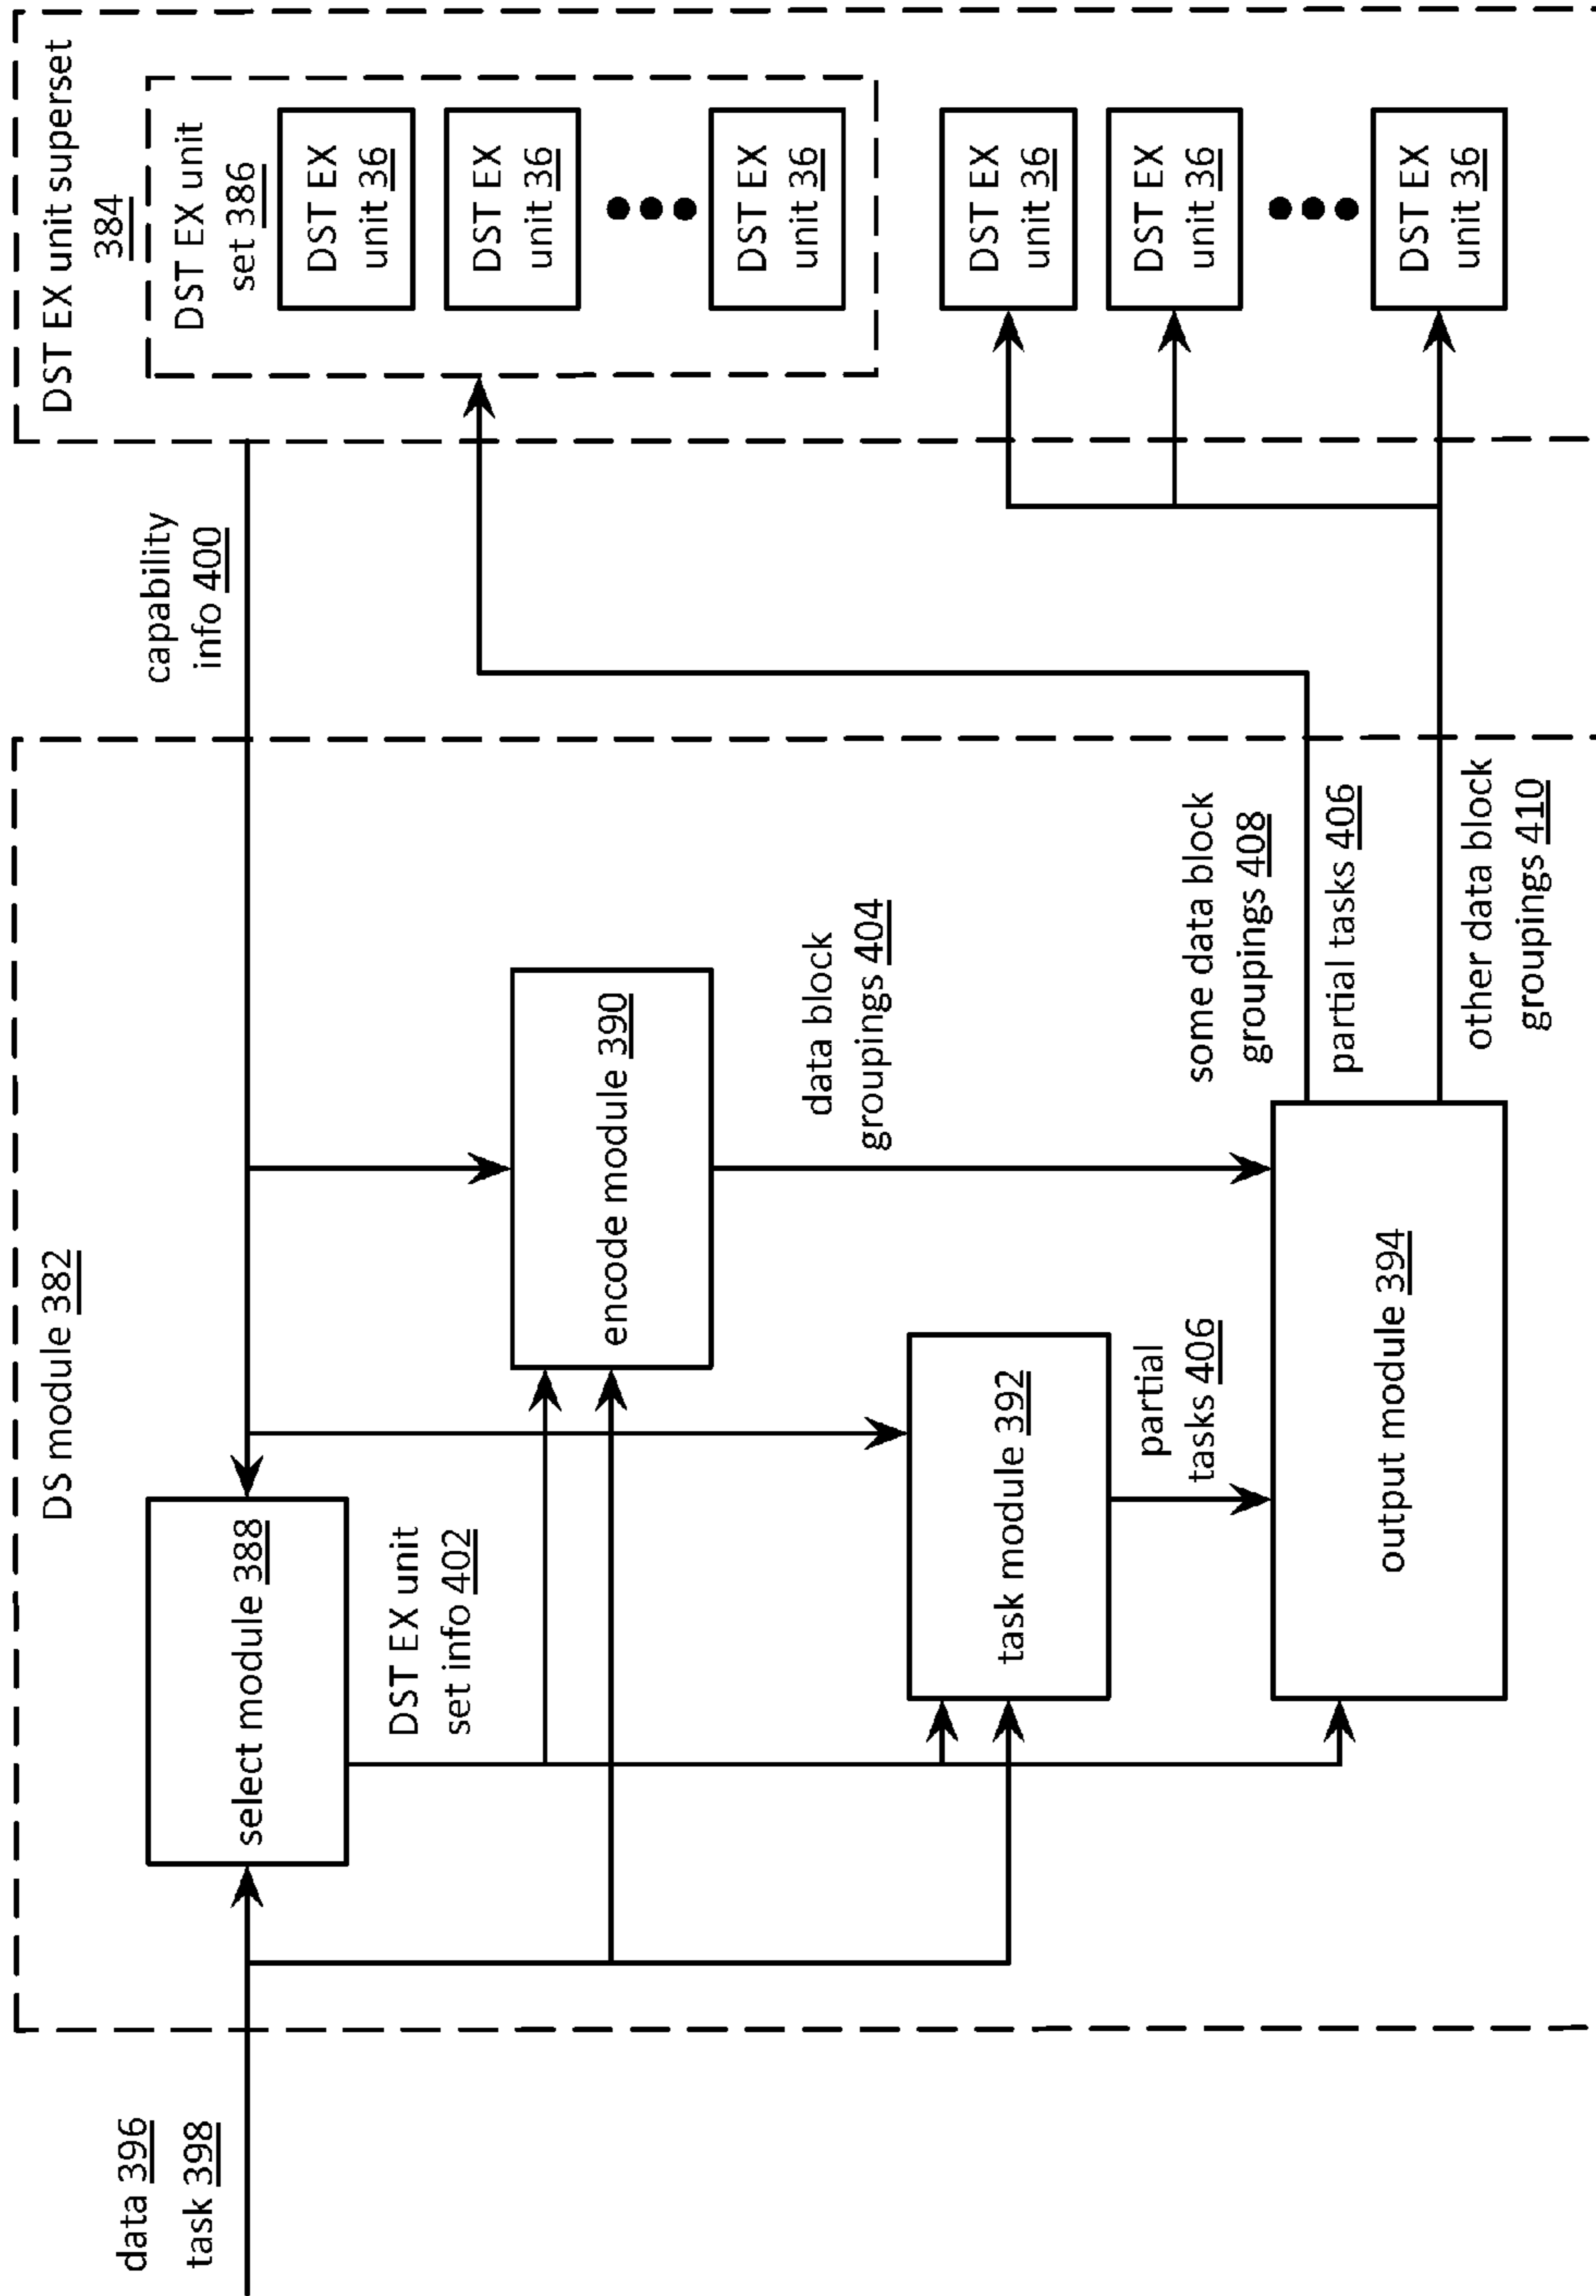 data 396
task 398
DS module 382
select module 388
DST EX unit
set info 402
encode module 390
data block
groupings 404
task module 392
partial
tasks 406
output module 394
some data block
groupings 408
partial tasks 406
other data block
groupings 410
capability
info 400
DST EX unit superset
384
DST EX unit
set 386
DST EX
unit 36
DST EX
unit 36
DST EX
unit 36
DST EX
unit 36
DST EX
unit 36
DST EX
unit 36